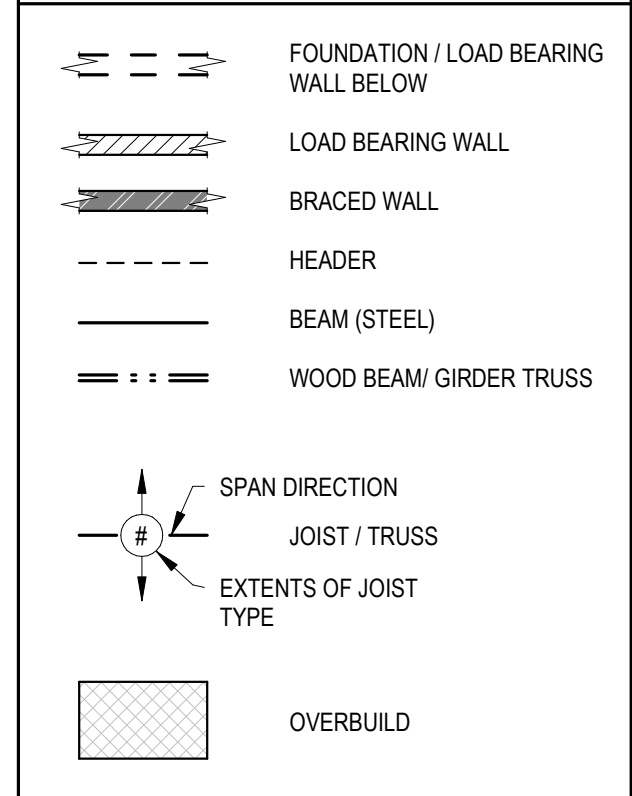 FOUNDATION / LOAD BEARING
WALL BELOW
LOAD BEARING WALL
BRACED WALL
HEADER
BEAM (STEEL)
WOOD BEAM/ GIRDER TRUSS
SPAN DIRECTION
#
JOIST / TRUSS
EXTENTS OF JOIST
TYPE
OVERBUILD